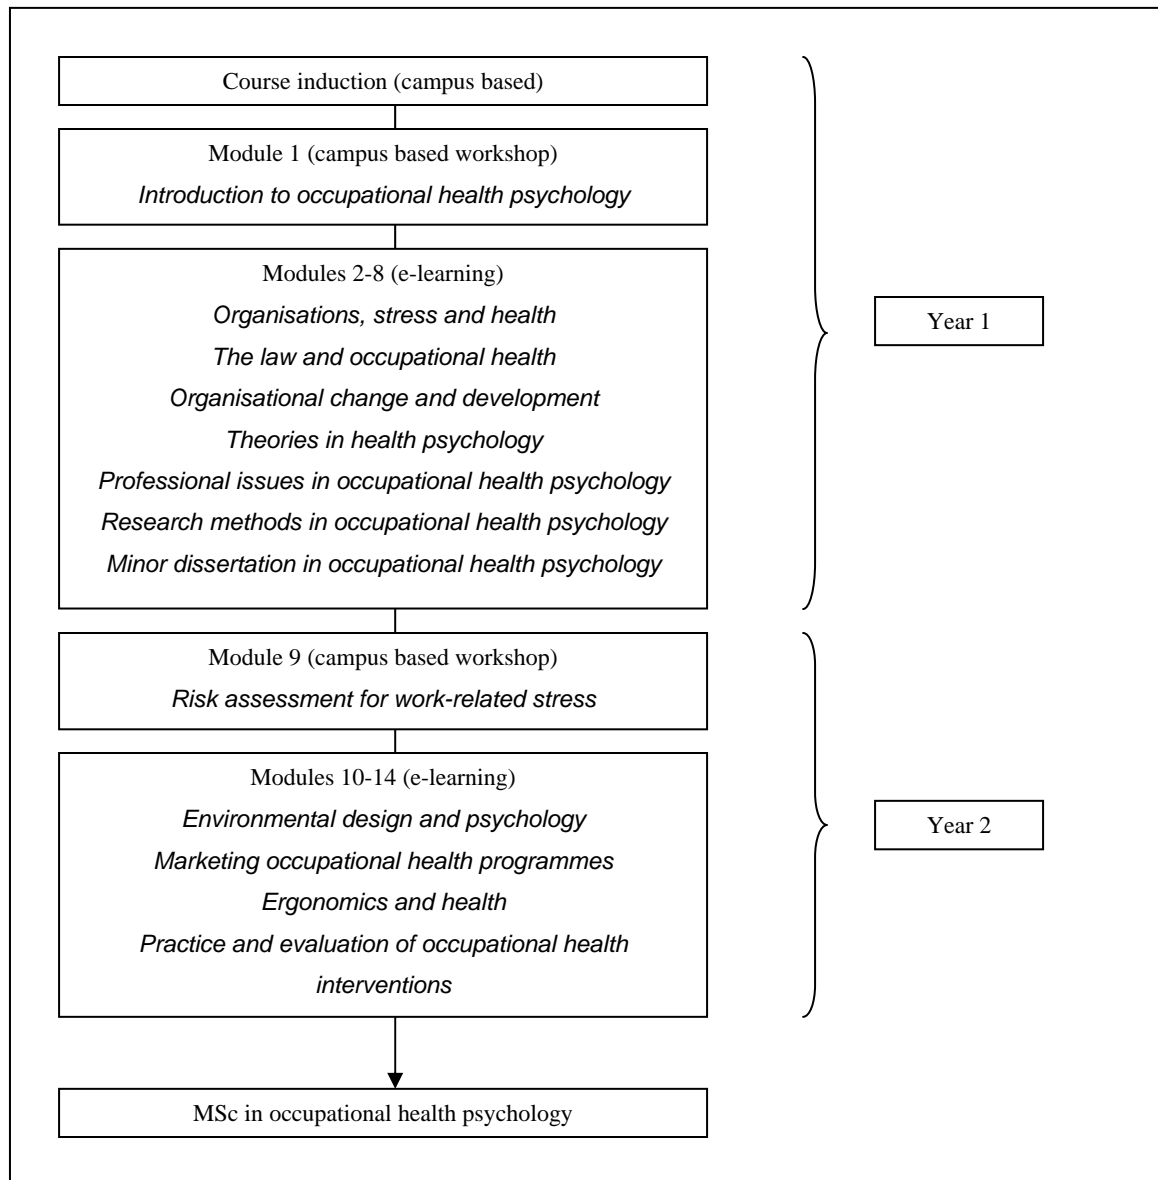 Course induction (campus based)
Module 1 (campus based workshop)
Introduction to occupational health psychology
Modules 2-8 (e-learning)
Organisations, stress and health
The law and occupational health
Organisational change and development
Theories in health psychology
Professional issues in occupational health psychology
Research methods in occupational health psychology
Minor dissertation in occupational health psychology
Year 1
Module 9 (campus based workshop)
Risk assessment for work-related stress
Modules 10-14 (e-learning)
Environmental design and psychology
Marketing occupational health programmes
Ergonomics and health
Practice and evaluation of occupational health
interventions
Year 2
MSc in occupational health psychology